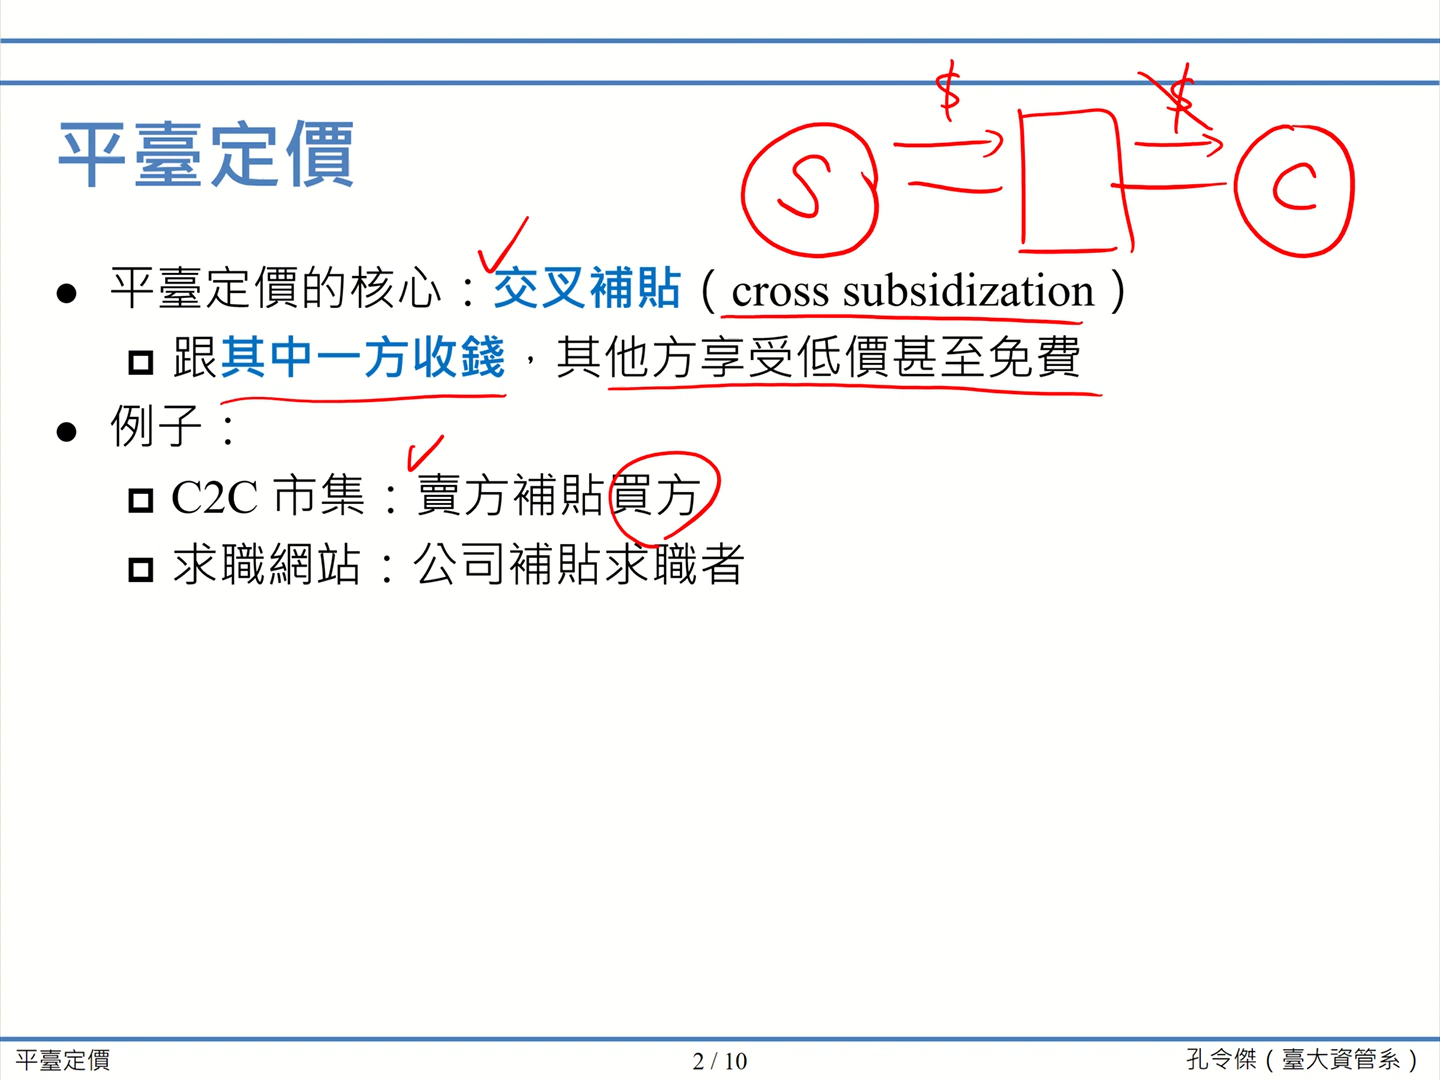 平臺定價
$ $
S C
平臺定價的核心：交叉補貼（cross subsidization）
跟其中一方收錢，其他方享受低價甚至免費
例子：
C2C 市集：賣方補貼買方
求職網站：公司補貼求職者
平臺定價
2 / 10
孔令傑（臺大資管系）